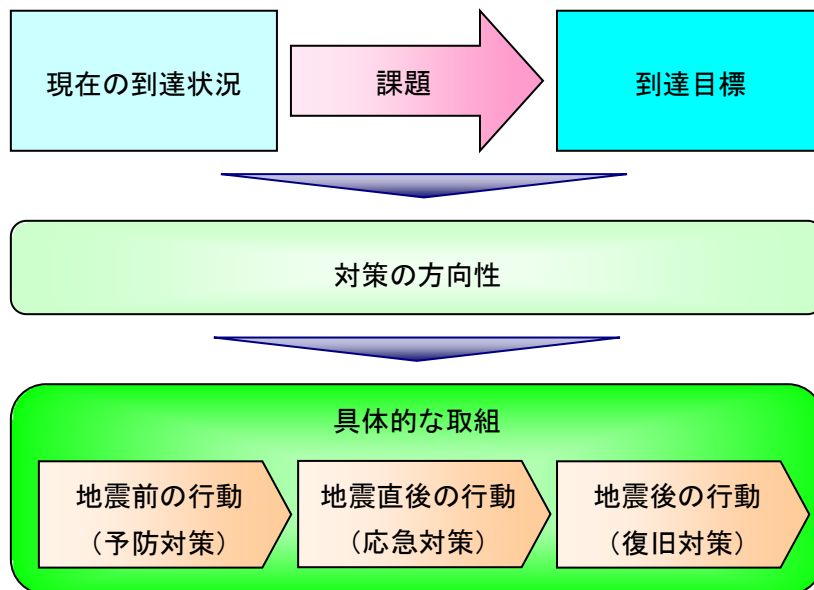 現在の到達状況
課題
到達目標
対策の方向性
具体的な取組
地震前の行動
(予防対策)
地震直後の行動
(応急対策)
地震後の行動
(復旧対策)